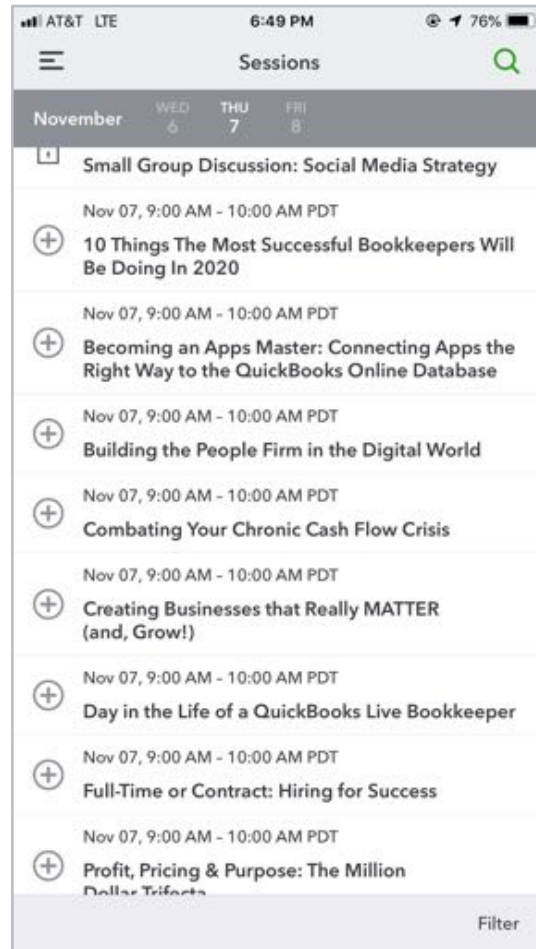 AT&T LTE 6:49 PM 76%
Sessions
November WED 6 THU 7 FRI 8
Small Group Discussion: Social Media Strategy
Nov 07, 9:00 AM – 10:00 AM PDT
10 Things The Most Successful Bookkeepers Will
Be Doing In 2020
Nov 07, 9:00 AM – 10:00 AM PDT
Becoming an Apps Master: Connecting Apps the
Right Way to the QuickBooks Online Database
Nov 07, 9:00 AM – 10:00 AM PDT
Building the People Firm in the Digital World
Nov 07, 9:00 AM – 10:00 AM PDT
Combating Your Chronic Cash Flow Crisis
Nov 07, 9:00 AM – 10:00 AM PDT
Creating Businesses that Really MATTER
(and, Grow!)
Nov 07, 9:00 AM – 10:00 AM PDT
Day in the Life of a QuickBooks Live Bookkeeper
Nov 07, 9:00 AM – 10:00 AM PDT
Full-Time or Contract: Hiring for Success
Nov 07, 9:00 AM – 10:00 AM PDT
Profit, Pricing & Purpose: The Million
Dollar Trifecta
Filter